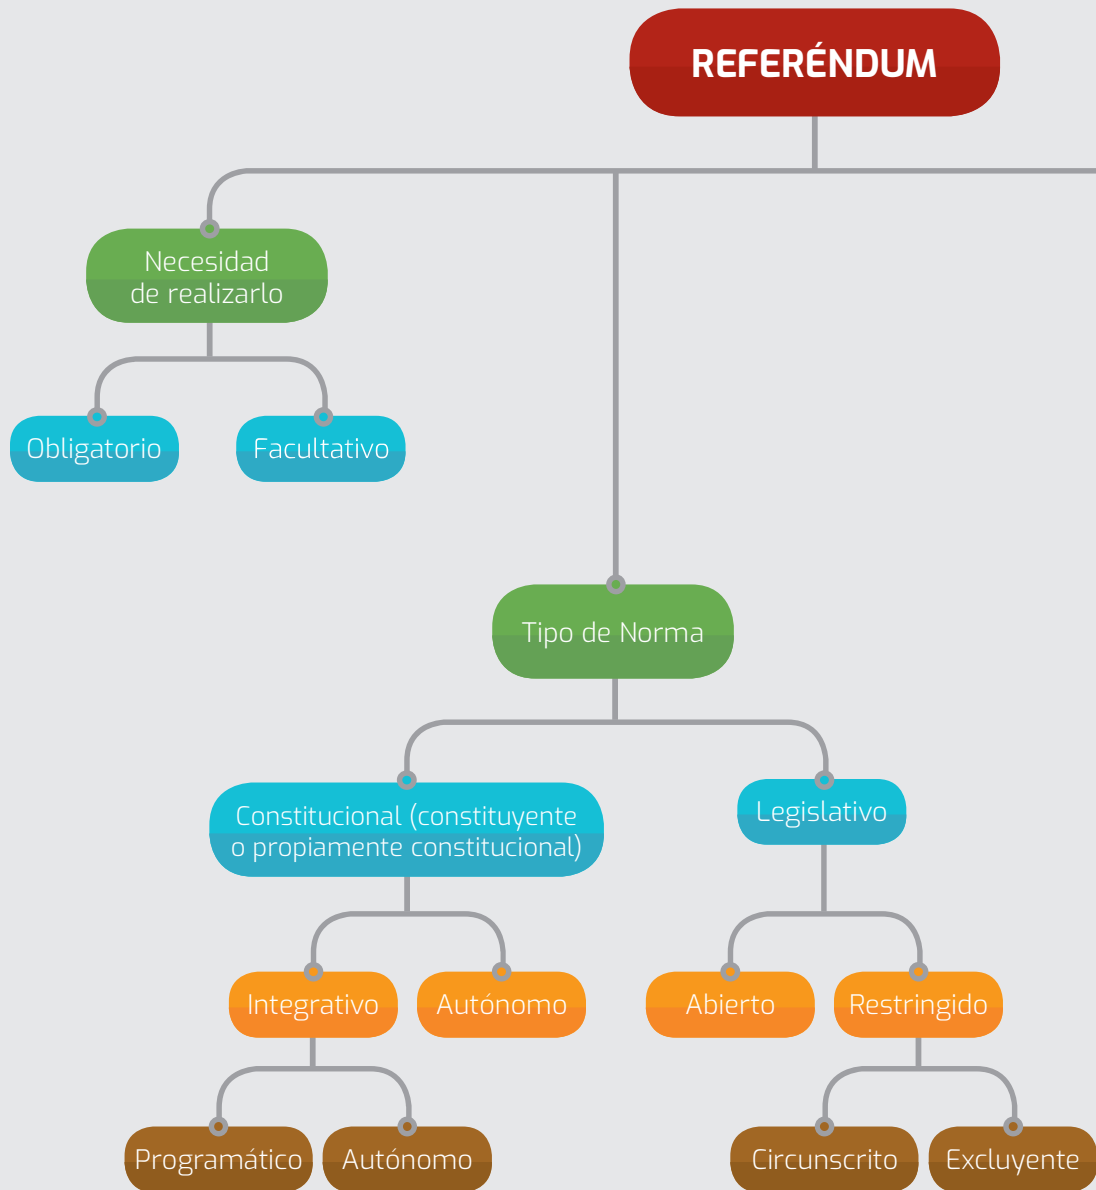 REFERÉNDUM
Necesidad
de realizarlo
Obligatorio
Facultativo
Tipo de Norma
Constitucional (constituyente
o propiamente constitucional)
Legislativo
Integrativo
Autónomo
Abierto
Restringido
Programático
Autónomo
Circunscrito
Excluyente